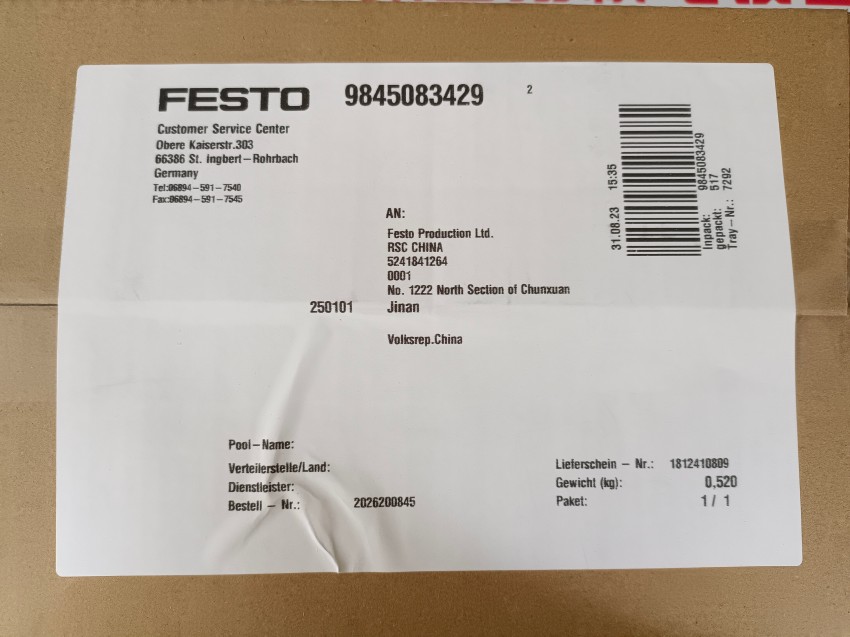 FESTO 9845083429 2
Customer Service Center
Obere Kaiserstr.303
66386 St. Ingbert-Rohrbach
Germany
Tel:06894-591-7540
Fax:06894-591-7545
31.08.23 15:35
9845083429
Inpack: 517
gepackt:
Tray-Nr.: 7292
AN:
Festo Production Ltd.
RSC CHINA
5241841264
0001
No. 1222 North Section of Chunxuan
250101 Jinan
Volksrep.China
Pool-Name:
Verteilerstelle/Land:
Dienstleister:
Bestell - Nr.: 2026200845
Lieferschein - Nr.: 1812410809
Gewicht (kg): 0,520
Paket: 1/ 1